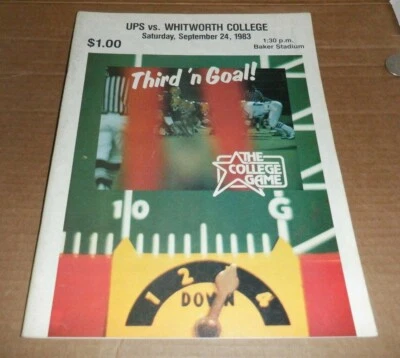 UPS vs. WHITWORTH COLLEGE
Saturday, September 24, 1983
$1.00
1:30 p.m.
Baker Stadium
Third 'n Goal!
THE
COLLEGE
GAME
10
G
1 2 4
DOWN